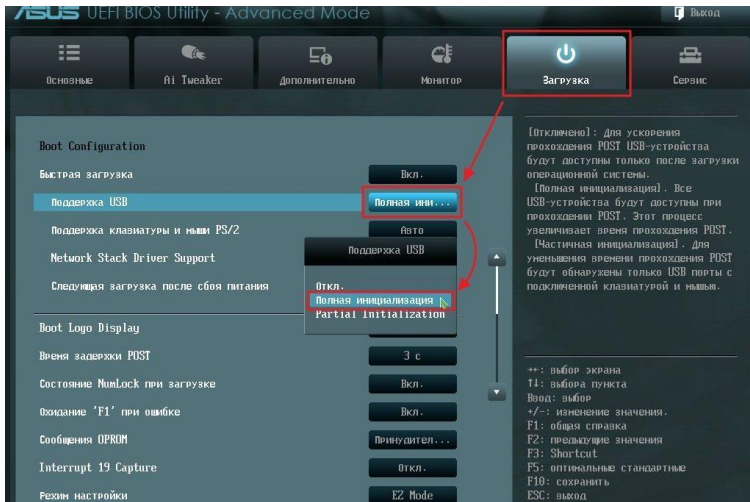 ASUS UEFI BIOS Utility - Advanced Mode
Выход
Основные
Ai Tweaker
Дополнительно
Монитор
Загрузка
Сервис
Boot Configuration
Быстрая загрузка
Вкл.
Поддержка USB
Полная ини...
Поддержка клавиатуры и мыши PS/2
Авто
Network Stack Driver Support
Следующая загрузка после сбоя питания
Поддержка USB
Откл.
Полная инициализация
Partial Initialization
Boot Logo Display
Время задержки POST
3 с
Состояние NumLock при загрузке
Вкл.
Ожидание 'F1' при ошибке
Вкл.
Сообщения OPROM
Принудител...
Interrupt 19 Capture
Откл.
Режим настройки
EZ Mode
[Отключено]: Для ускорения
прохождения POST USB-устройства
будут доступны только после загрузки
операционной системы.
[Полная инициализация]. Все
USB-устройства будут доступны при
прохождении POST. Этот процесс
увеличивает время прохождения POST.
[Частичная инициализация]. Для
уменьшения времени прохождения POST
будут обнаружены только USB порты с
подключенной клавиатурой и мышью.
→←: выбор экрана
↑↓: выбора пункта
Ввод: выбор
+/-: изменение значения.
F1: общая справка
F2: предыдущие значения
F3: Shortcut
F5: оптимальные стандартные
F10: сохранить
ESC: выход